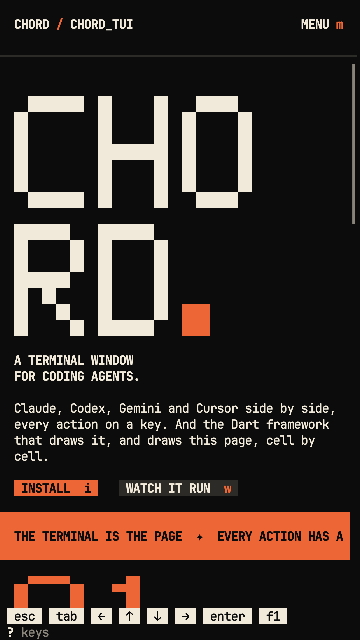 CHORD / CHORD_TUI MENU m
CHO
RD.
A TERMINAL WINDOW
FOR CODING AGENTS.
Claude, Codex, Gemini and Cursor side by side,
every action on a key. And the Dart framework
that draws it, and draws this page, cell by
cell.
INSTALL i WATCH IT RUN w
THE TERMINAL IS THE PAGE ✦ EVERY ACTION HAS A
01
esc tab ← ↑ ↓ → enter f1
? keys